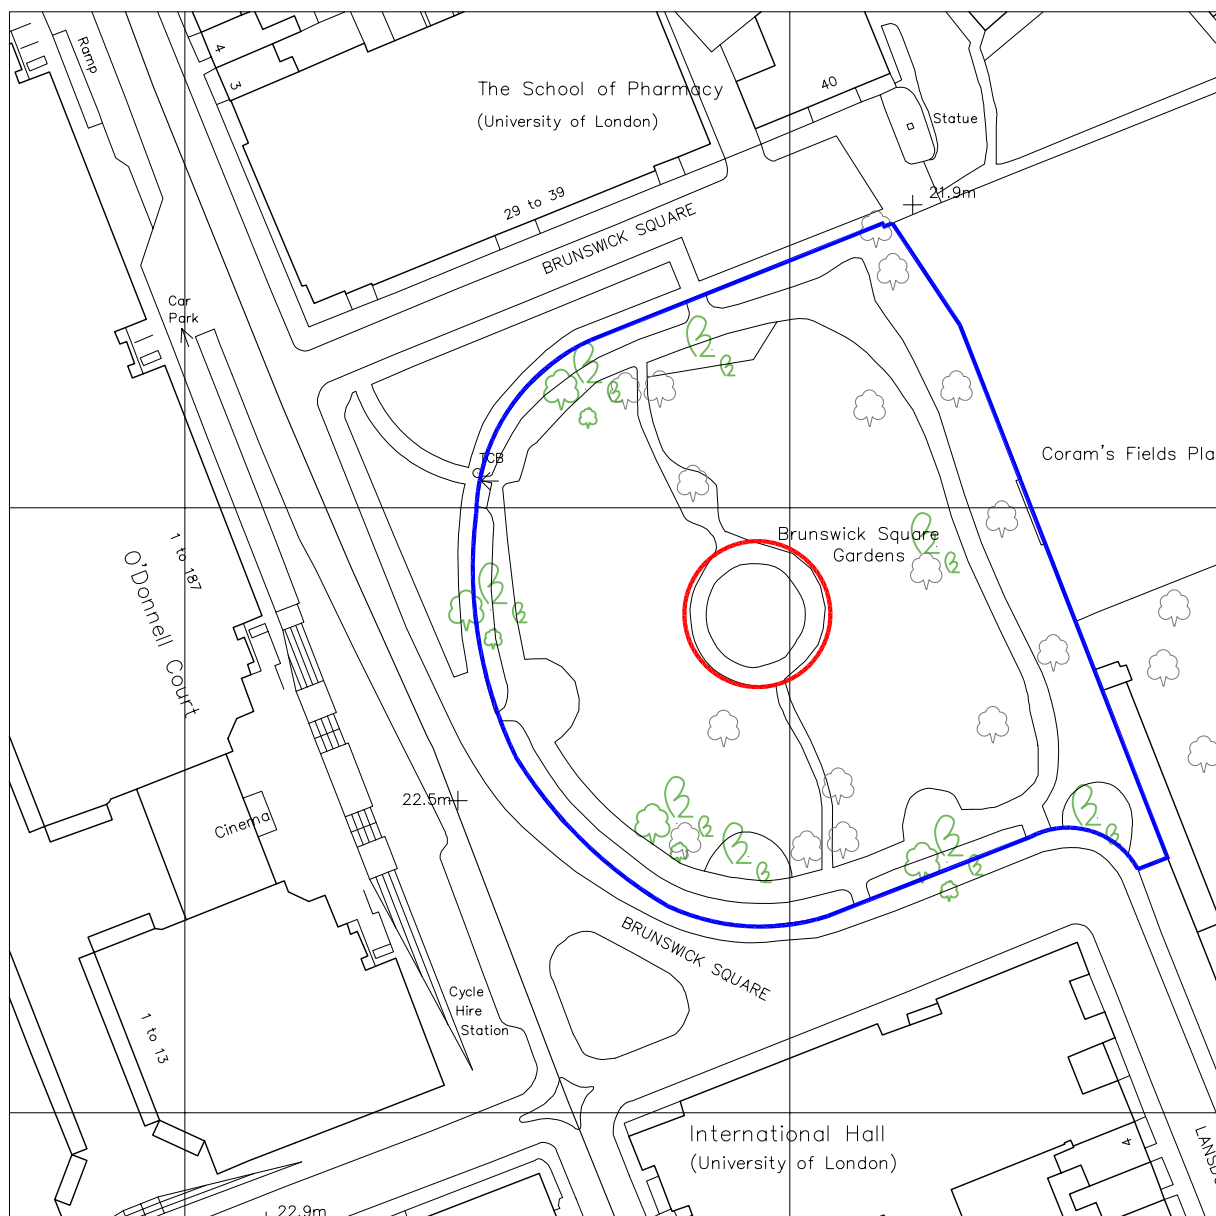 Ramp
4
3
The School of Pharmacy
(University of London)
40
Statue
21.9m
29 to 39
BRUNSWICK SQUARE
Car
Park
TCB
Coram's Fields Pla
Brunswick Square
Gardens
1 to 187
O'Donnell Court
22.5m
Cinema
BRUNSWICK SQUARE
Cycle
Hire
Station
1 to 13
International Hall
(University of London)
4
LANSD
22.9m